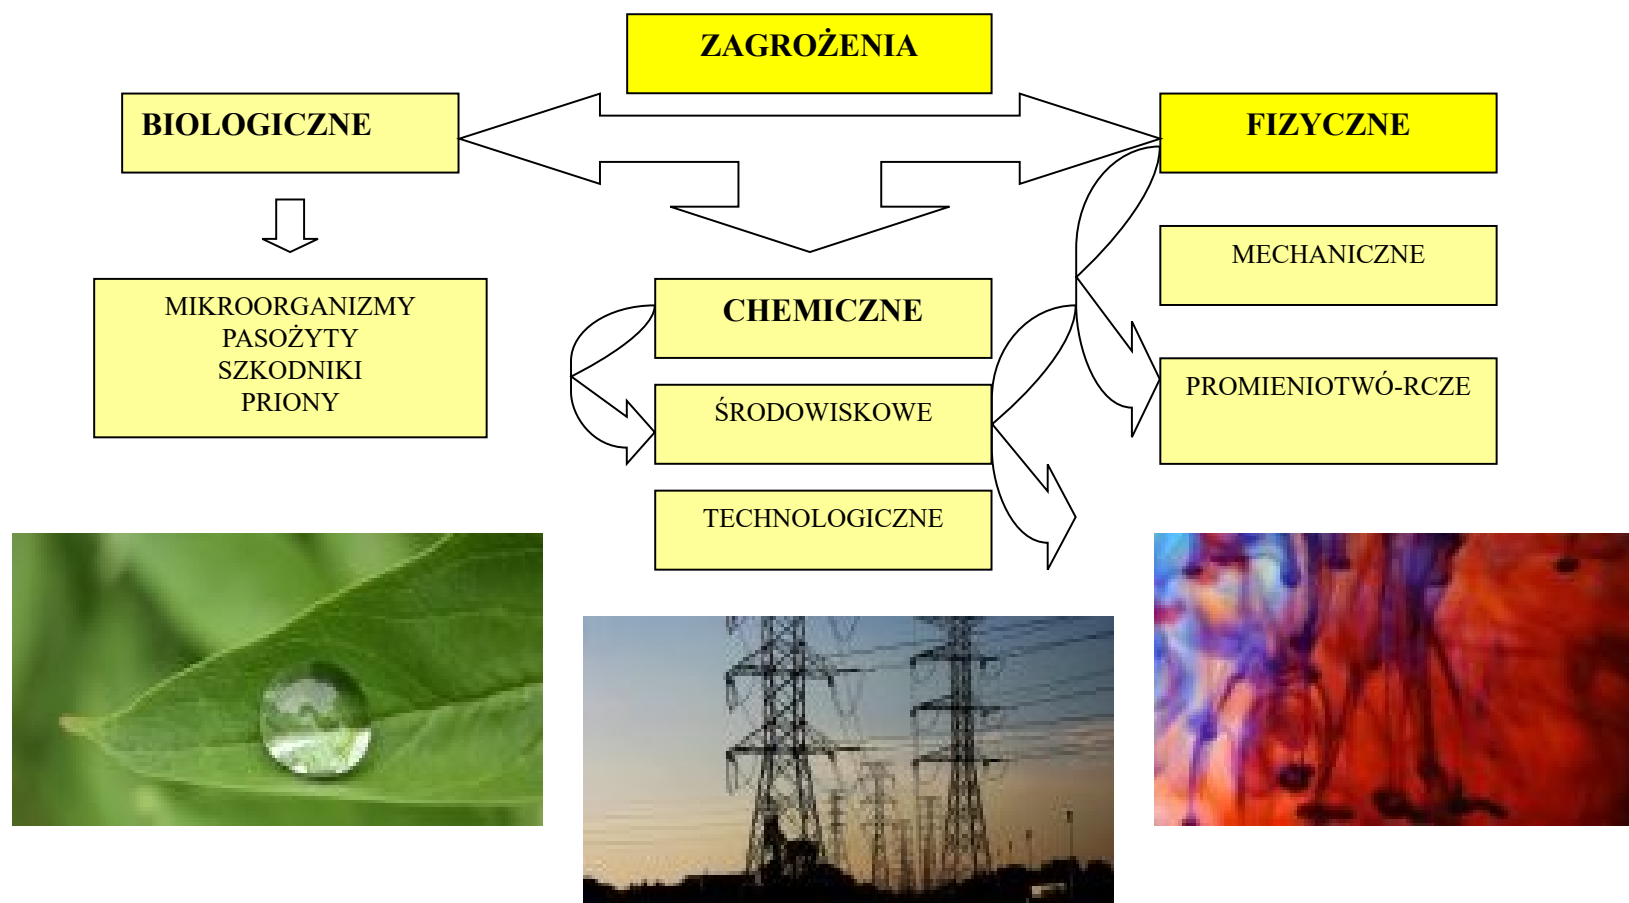 ZAGROŻENIA
BIOLOGICZNE
FIZYCZNE
MECHANICZNE
MIKROORGANIZMY
PASOŻYTY
SZKODNIKI
PRIONY
CHEMICZNE
PROMIENIOTWÓ-RCZE
ŚRODOWISKOWE
TECHNOLOGICZNE